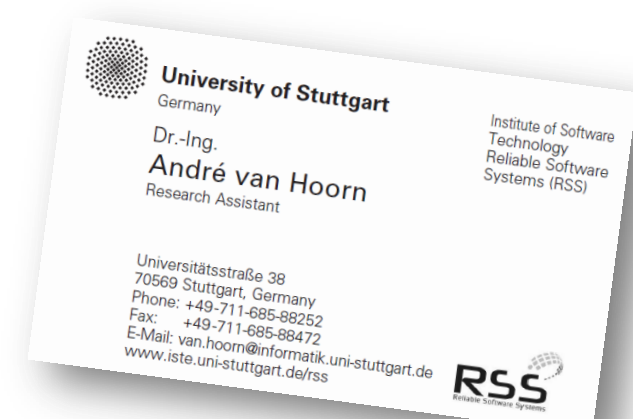 University of Stuttgart
Germany
Institute of Software
Technology
Reliable Software
Systems (RSS)
Dr.-Ing.
André van Hoorn
Research Assistant
Universitätsstraße 38
70569 Stuttgart, Germany
Phone: +49-711-685-88252
Fax: +49-711-685-88472
E-Mail: van.hoorn@informatik.uni-stuttgart.de
www.iste.uni-stuttgart.de/rss
RSS
Reliable Software Systems